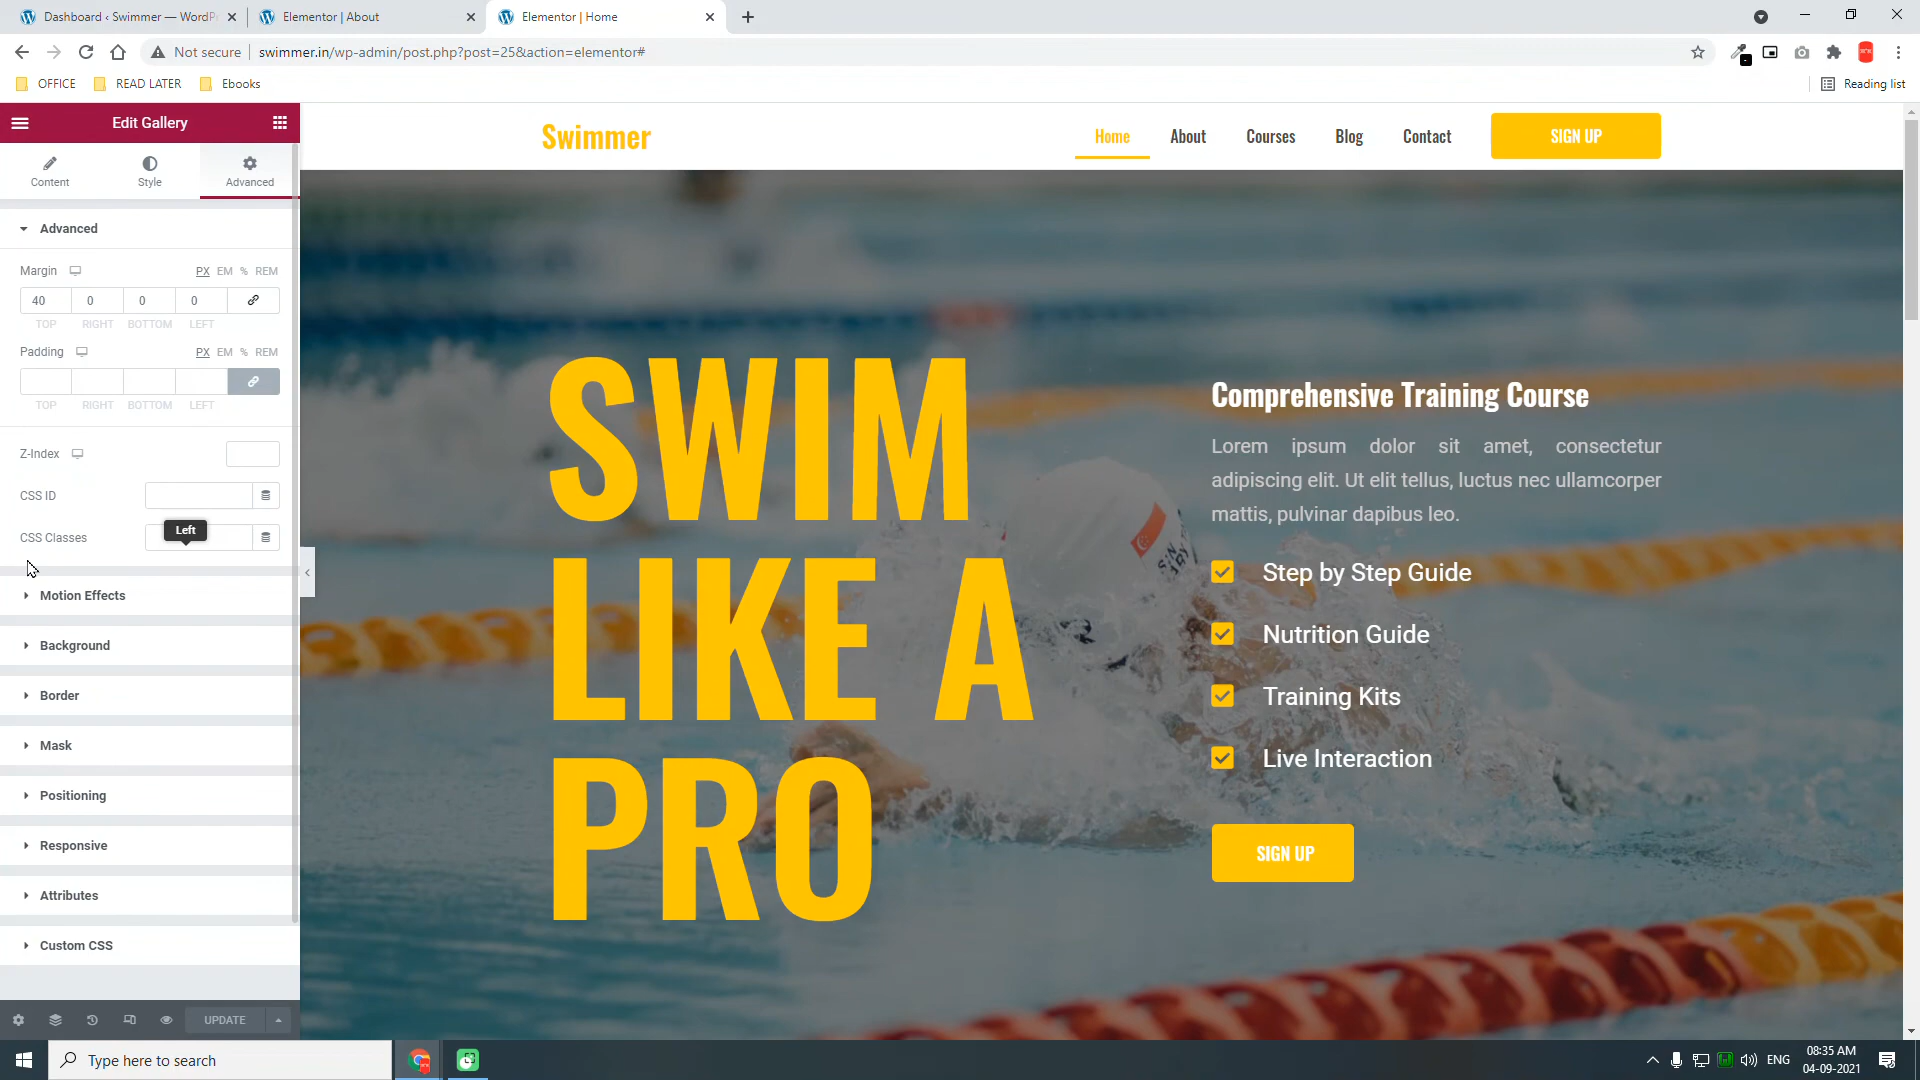 Dashboard ‹ Swimmer — WordP
Elementor | About
Elementor | Home
Not secure
swimmer.in/wp-admin/post.php?post=25&action=elementor#
OFFICE
READ LATER
Ebooks
Reading list
Edit Gallery
Content
Style
Advanced
Advanced
Margin
PX EM % REM
40 0 0 0
TOP RIGHT BOTTOM LEFT
Padding
PX EM % REM
TOP RIGHT BOTTOM LEFT
Z-Index
CSS ID
CSS Classes
Left
Motion Effects
Background
Border
Mask
Positioning
Responsive
Attributes
Custom CSS
UPDATE
Swimmer
Home
About
Courses
Blog
Contact
SIGN UP
SWIM
LIKE A
PRO
Comprehensive Training Course
Lorem ipsum dolor sit amet, consectetur
adipiscing elit. Ut elit tellus, luctus nec ullamcorper
mattis, pulvinar dapibus leo.
Step by Step Guide
Nutrition Guide
Training Kits
Live Interaction
SIGN UP
Type here to search
ENG
08:35 AM
04-09-2021